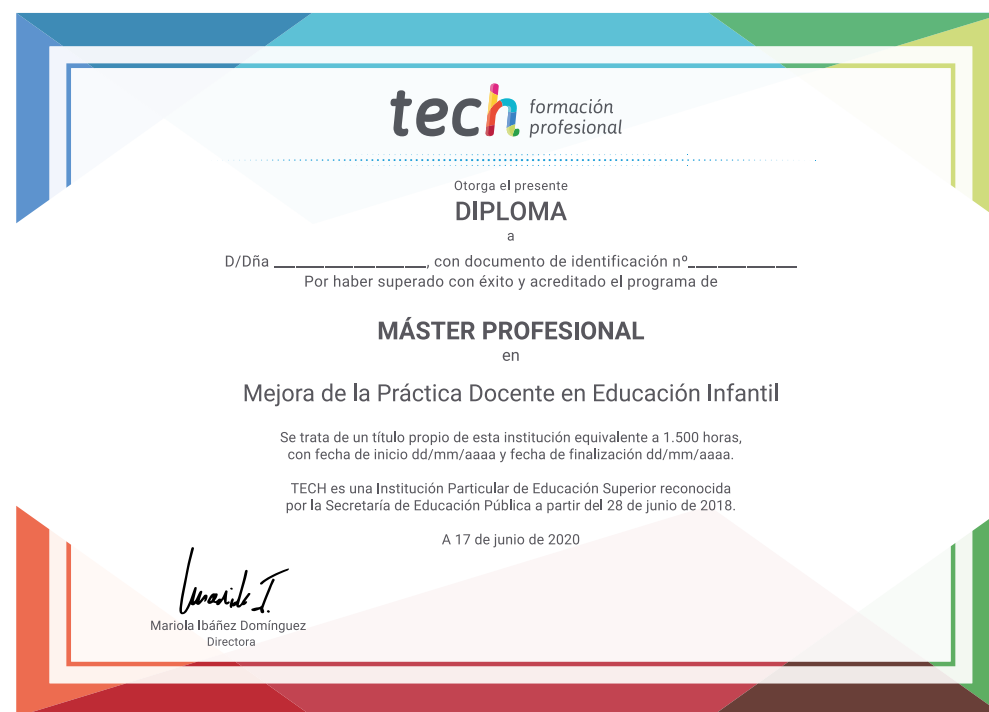 tech formación
profesional
Otorga el presente
DIPLOMA
a
D/Dña ______________, con documento de identificación nº__________
Por haber superado con éxito y acreditado el programa de
MÁSTER PROFESIONAL
en
Mejora de la Práctica Docente en Educación Infantil
Se trata de un título propio de esta institución equivalente a 1.500 horas,
con fecha de inicio dd/mm/aaaa y fecha de finalización dd/mm/aaaa.
TECH es una Institución Particular de Educación Superior reconocida
por la Secretaría de Educación Pública a partir del 28 de junio de 2018.
A 17 de junio de 2020
Mariola Ibáñez Domínguez
Directora